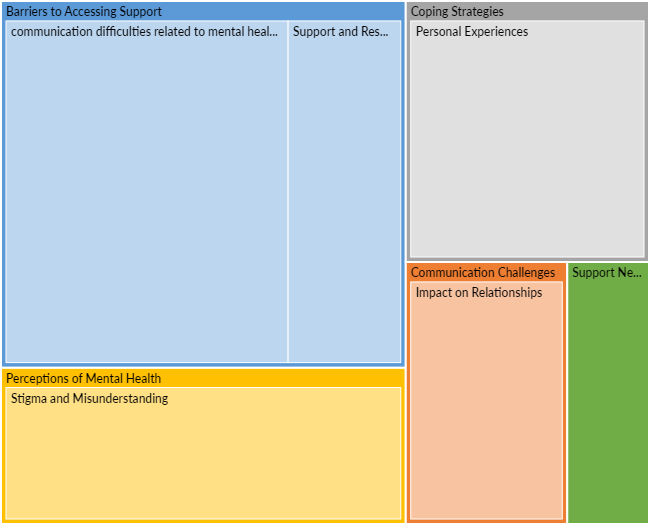 Barriers to Accessing Support
communication difficulties related to mental heal...
Support and Res...
Coping Strategies
Personal Experiences
Communication Challenges
Impact on Relationships
Support Ne...
Perceptions of Mental Health
Stigma and Misunderstanding